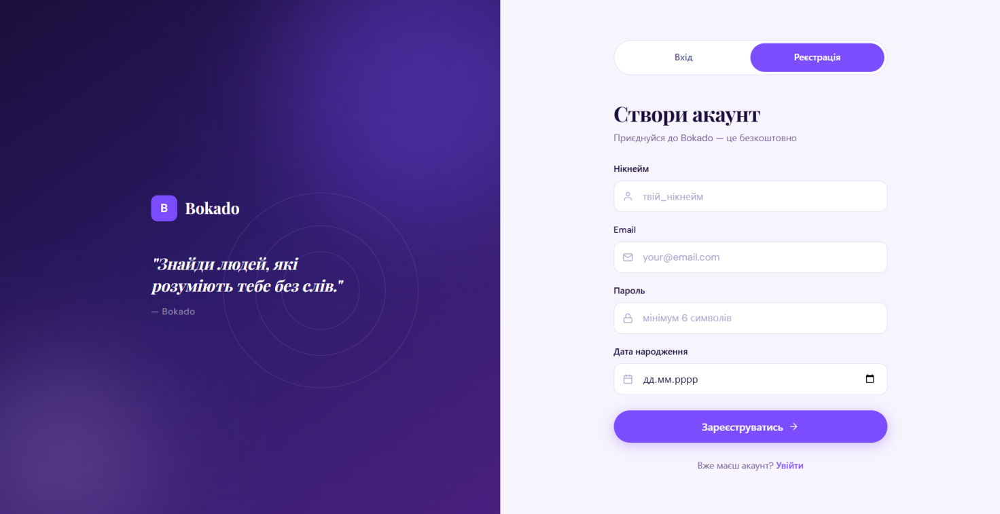 B
Bokado
"Знайди людей, які
розуміють тебе без слів."
— Bokado
Вхід
Реєстрація
Створи акаунт
Приєднуйся до Bokado — це безкоштовно
Нікнейм
твій_нікнейм
Email
your@email.com
Пароль
мінімум 6 символів
Дата народження
дд.мм.рррр
Зареєструватись →
Вже маєш акаунт? Увійти